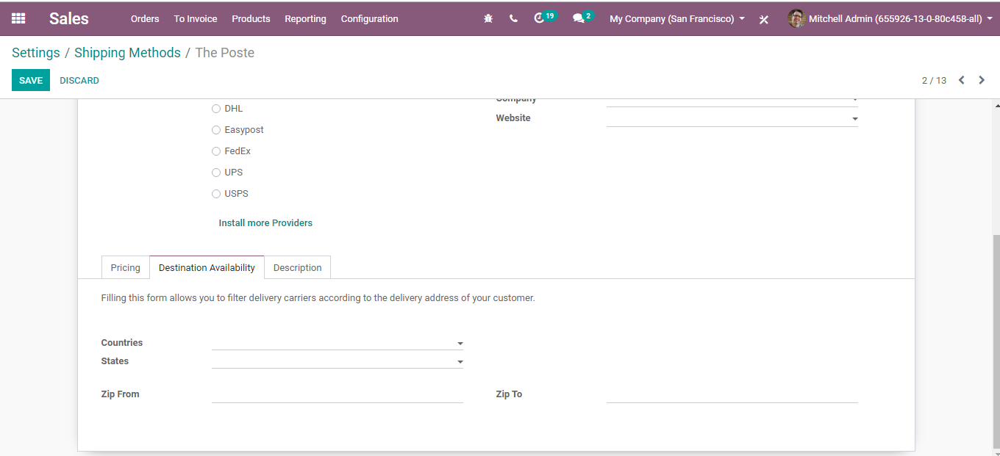 Sales Orders To Invoice Products Reporting Configuration 19 2 My Company (San Francisco) Mitchell Admin (655926-13-0-80c458-all)
Settings / Shipping Methods / The Poste
SAVE DISCARD 2 / 13
Company
DHL
Website
Easypost
FedEx
UPS
USPS
Install more Providers
Pricing Destination Availability Description
Filling this form allows you to filter delivery carriers according to the delivery address of your customer.
Countries
States
Zip From Zip To